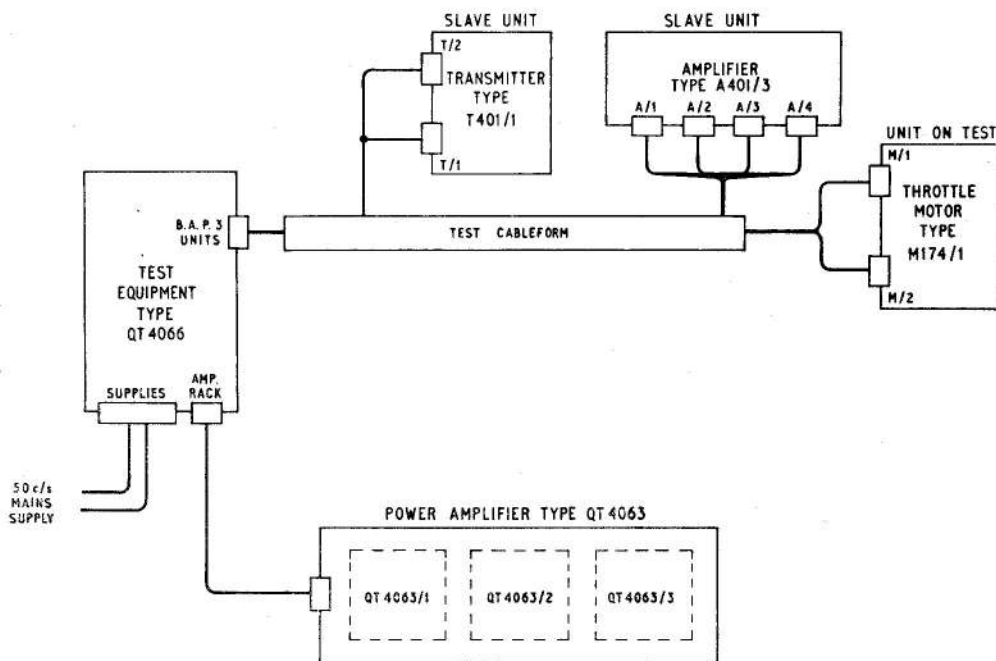 SLAVE UNIT
T/2
TRANSMITTER
TYPE
T401/1
T/1
SLAVE UNIT
AMPLIFIER
TYPE A401/3
A/1 A/2 A/3 A/4
UNIT ON TEST
M/1
THROTTLE
MOTOR
TYPE
M174/1
M/2
B.A.P. 3
UNITS
TEST CABLEFORM
TEST
EQUIPMENT
TYPE
QT 4066
SUPPLIES
AMP.
RACK
50 c/s
MAINS
SUPPLY
POWER AMPLIFIER TYPE QT 4063
QT 4063/1 QT 4063/2 QT 4063/3